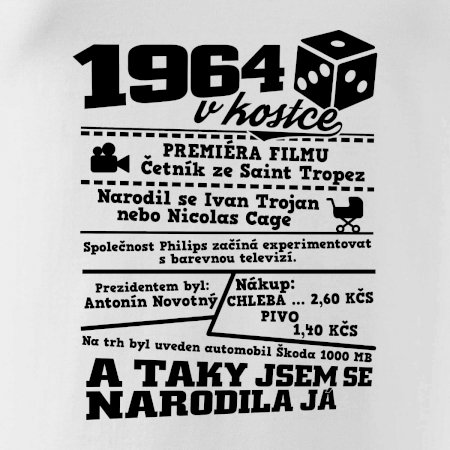 1964
v kostce
PREMIÉRA FILMU
Četník ze Saint Tropez
Narodil se Ivan Trojan
nebo Nicolas Cage
Společnost Philips začíná experimentovat
s barevnou televizí.
Prezidentem byl:
Antonín Novotný
Nákup:
CHLEBA ... 2,60 KČS
PIVO
1,40 KČS
Na trh byl uveden automobil Škoda 1000 MB
A TAKY JSEM SE
NARODILA JÁ